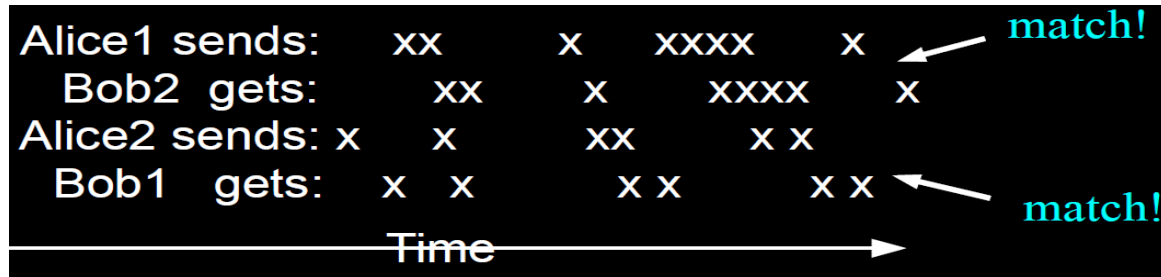 Alice1 sends: xx x xxxx x
match!
Bob2 gets: xx x xxxx x
Alice2 sends: x x xx x x
Bob1 gets: x x x x x x
match!
Time